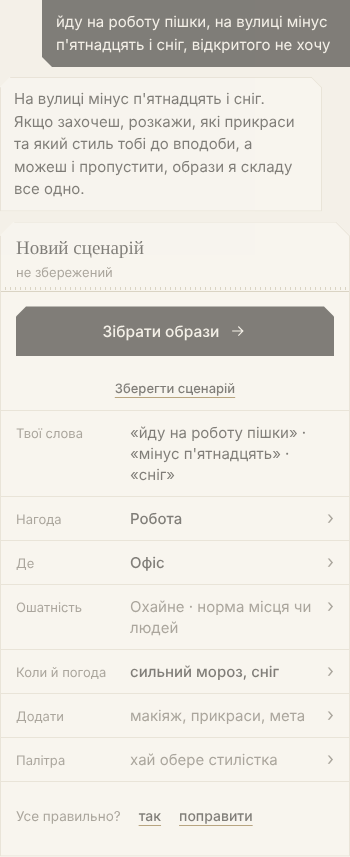 йду на роботу пішки, на вулиці мінус
п'ятнадцять і сніг, відкритого не хочу
На вулиці мінус п'ятнадцять і сніг.
Якщо захочеш, розкажи, які прикраси
та який стиль тобі до вподоби, а
можеш і пропустити, образи я складу
все одно.
Новий сценарій
не збережений
Зібрати образи →
Зберегти сценарій
Твої слова «йду на роботу пішки» ·
«мінус п'ятнадцять» ·
«сніг»
Нагода Робота ›
Де Офіс ›
Ошатність Охайне · норма місця чи ›
людей
Коли й погода сильний мороз, сніг ›
Додати макіяж, прикраси, мета ›
Палітра хай обере стилістка ›
Усе правильно? так поправити